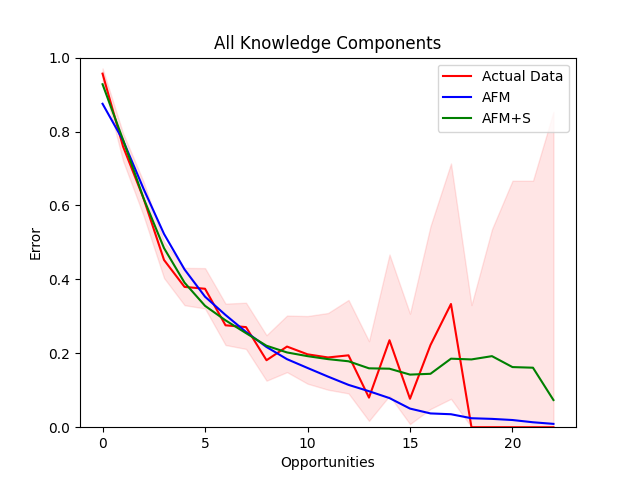 All Knowledge Components
Error
1.0
0.8
0.6
0.4
0.2
0.0
0
5
10
15
20
Opportunities
Actual Data
AFM
AFM+S